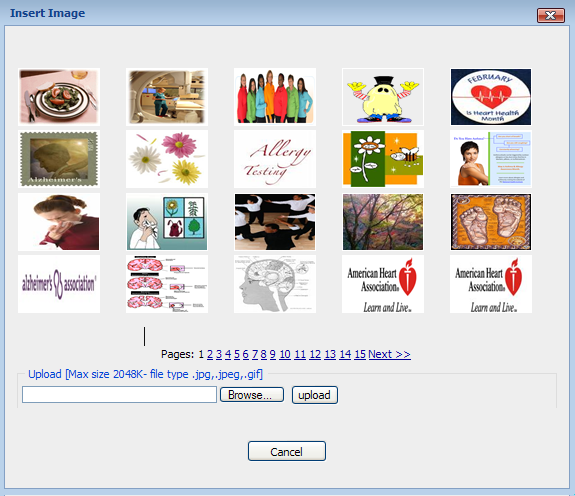 Insert Image
FEBRUARY
is Heart Health
Month
Alzheimer's
Allergy
Testing
alzheimer's association®
American Heart
Association®
Learn and Live™
American Heart
Association®
Learn and Live™
Pages: 1 2 3 4 5 6 7 8 9 10 11 12 13 14 15 Next >>
Upload [Max size 2048K- file type .jpg,.jpeg,.gif]
Browse... upload
Cancel